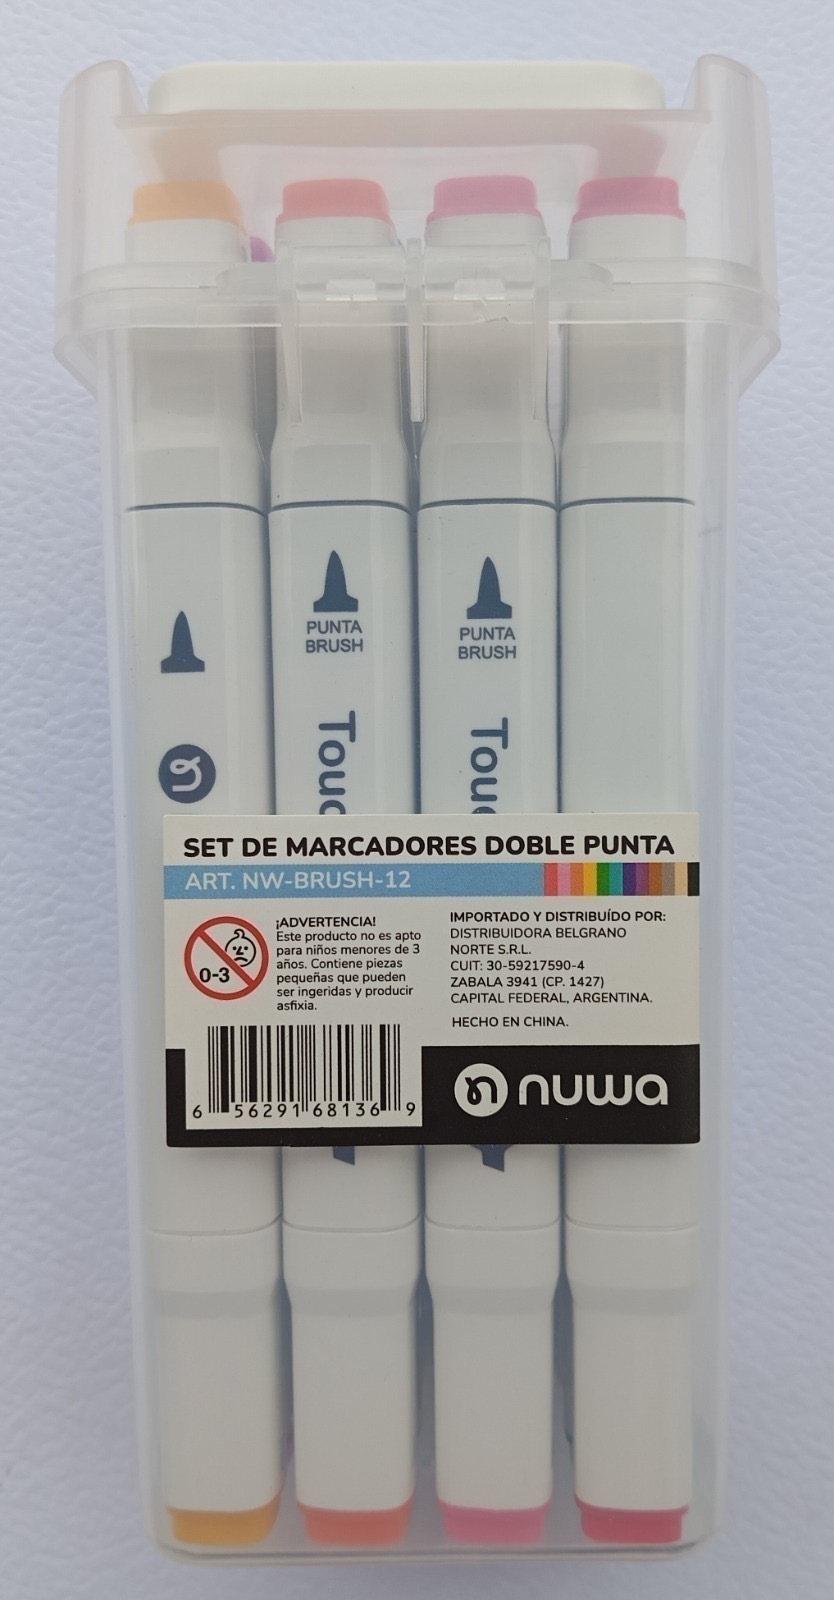 PUNTA
BRUSH
PUNTA
BRUSH
Touc
Touc
SET DE MARCADORES DOBLE PUNTA
ART. NW-BRUSH-12
0-3
¡ADVERTENCIA!
Este producto no es apto
para niños menores de 3
años. Contiene piezas
pequeñas que pueden
ser ingeridas y producir
asfixia.
IMPORTADO Y DISTRIBUÍDO POR:
DISTRIBUIDORA BELGRANO
NORTE S.R.L.
CUIT: 30-59217590-4
ZABALA 3941 (CP. 1427)
CAPITAL FEDERAL, ARGENTINA.
HECHO EN CHINA.
6 56291 68136 9
nuwa